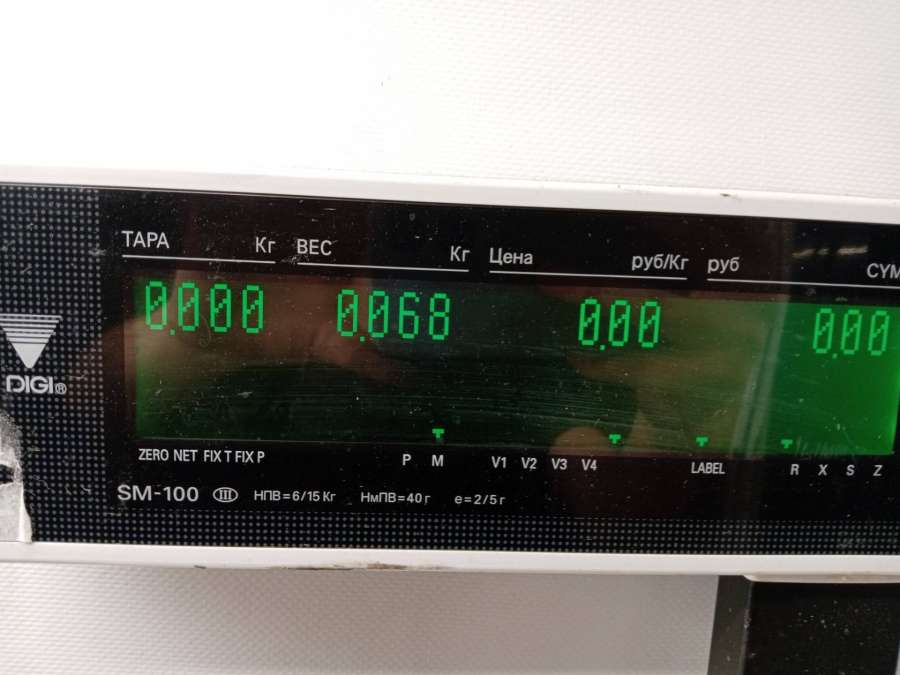 ТАРА Кг ВЕС Кг Цена руб/Кг руб СУМ
0.000 0.068 0.00 0.00
DIGI®
ZERO NET FIX T FIX P P M V1 V2 V3 V4 LABEL R X S Z
SM-100 III НПВ=6/15 Кг НмПВ=40 г e=2/5 г